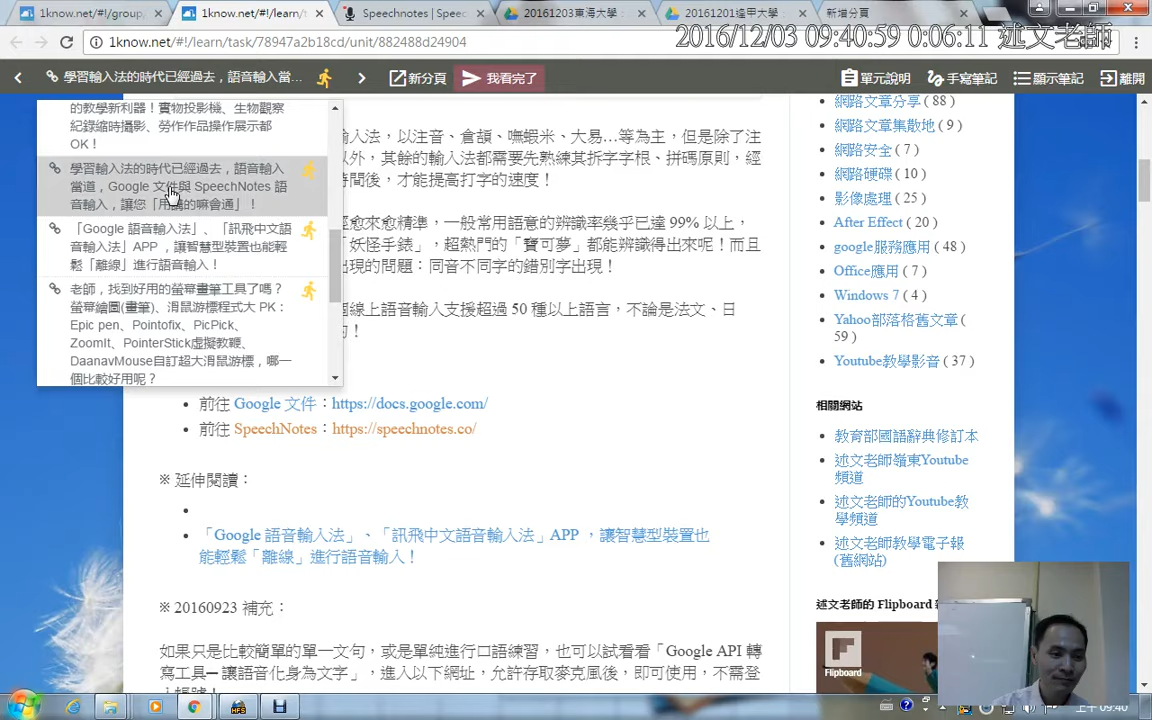 1know.net/#!/group/
1know.net/#!/learn/t
Speechnotes | Speec
20161203東海大學
20161201逢甲大學
新增分頁
1know.net/#!/learn/task/78947a2b18cd/unit/882488d24904
2016/12/03 09:40:59 0:06:11 述文老師
學習輸入法的時代已經過去，語音輸入當...
新分頁
我看完了
單元說明
手寫筆記
顯示筆記
離開
的教學新利器！實物投影機、生物觀察
紀錄縮時攝影、勞作作品操作展示都
OK！
學習輸入法的時代已經過去，語音輸入
當道，Google 文件與 SpeechNotes 語
音輸入，讓您「用講的嘛會通」！
「Google 語音輸入法」、「訊飛中文語
音輸入法」APP ，讓智慧型裝置也能輕
鬆「離線」進行語音輸入！
老師，找到好用的螢幕畫筆工具了嗎？
螢幕繪圖(畫筆)、滑鼠游標程式大 PK：
Epic pen、Pointofix、PicPick、
ZoomIt、PointerStick虛擬教鞭、
DaanavMouse自訂超大滑鼠游標，哪一
個比較好用呢？
輸入法，以注音、倉頡、嘸蝦米、大易…等為主，但是除了注
以外，其餘的輸入法都需要先熟練其拆字字根、拼碼原則，經
時間後，才能提高打字的速度！
經愈來愈精準，一般常用語意的辨識率幾乎已達 99% 以上，
「妖怪手錶」，超熱門的「寶可夢」都能辨識得出來呢！而且
出現的問題：同音不同字的錯別字出現！
線上語音輸入支援超過 50 種以上語言，不論是法文、日
的！
前往 Google 文件：https://docs.google.com/
前往 SpeechNotes：https://speechnotes.co/
※ 延伸閱讀：
「Google 語音輸入法」、「訊飛中文語音輸入法」APP ，讓智慧型裝置也
能輕鬆「離線」進行語音輸入！
※ 20160923 補充：
如果只是比較簡單的單一文句，或是單純進行口語練習，也可以試看看「Google API 轉
寫工具─ 讓語音化身為文字」，進入以下網址，允許存取麥克風後，即可使用，不需登
網路文章分享 ( 88 )
網路文章集散地 ( 9 )
網路安全 ( 7 )
網路硬碟 ( 10 )
影像處理 ( 25 )
After Effect ( 20 )
google服務應用 ( 48 )
Office應用 ( 21 )
Windows 7 ( 4 )
Yahoo部落格舊文章 (
59 )
Youtube教學影音 ( 37 )
相關網站
教育部國語辭典修訂本
述文老師嶺東Youtube
頻道
述文老師的Youtube教
學頻道
述文老師教學電子報
(舊網站)
述文老師的 Flipboard
Flipboard
HFS
上午 09:40